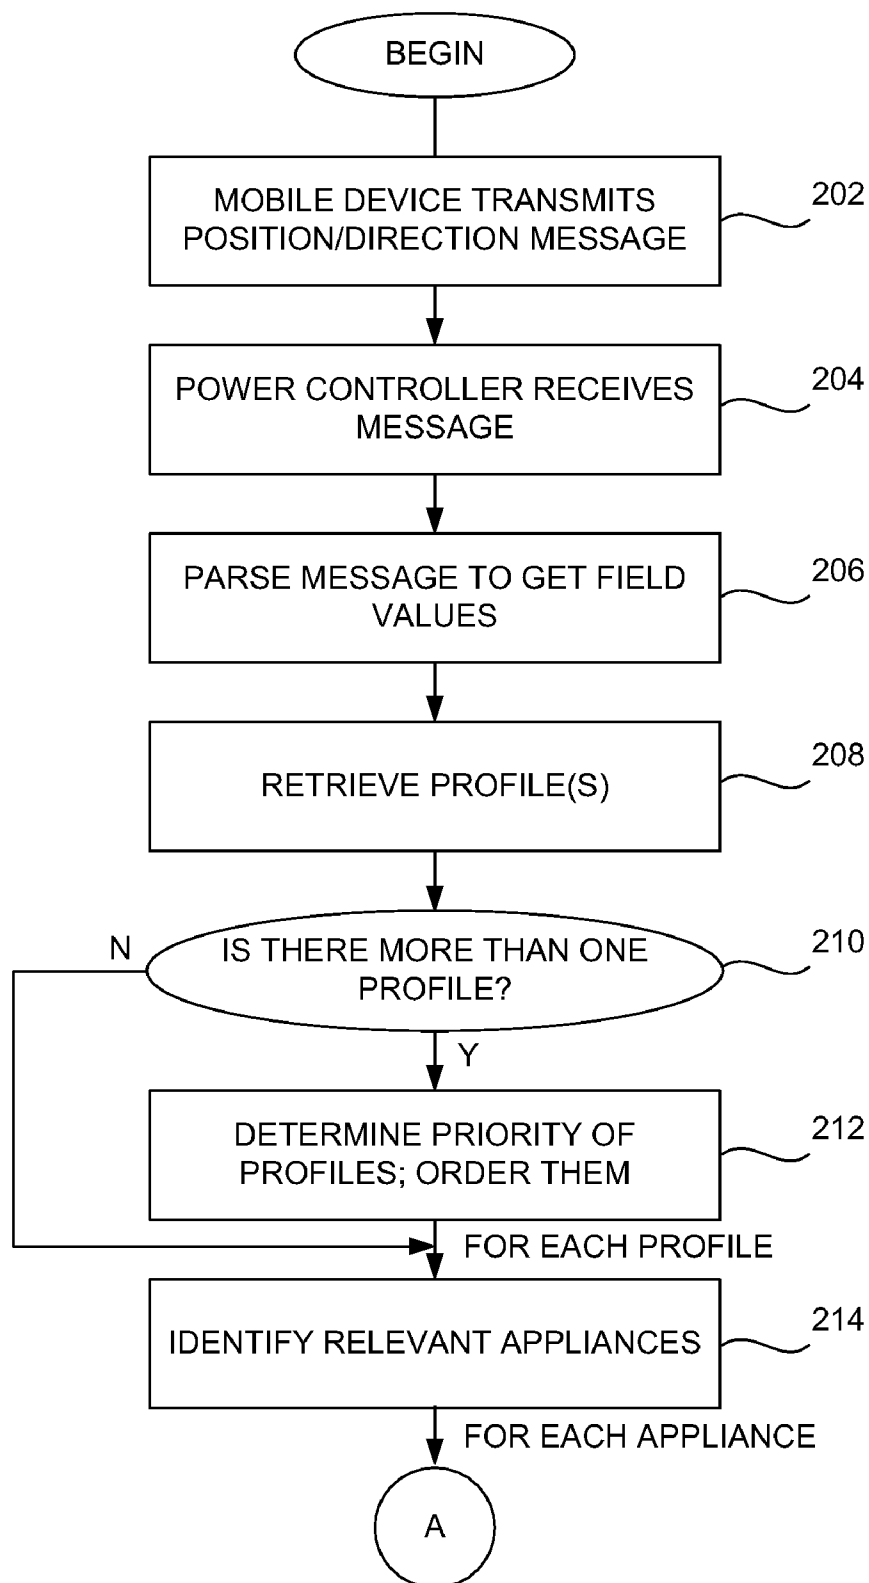 BEGIN
MOBILE DEVICE TRANSMITS
POSITION/DIRECTION MESSAGE
202
POWER CONTROLLER RECEIVES
MESSAGE
204
PARSE MESSAGE TO GET FIELD
VALUES
206
RETRIEVE PROFILE(S)
208
N
IS THERE MORE THAN ONE
PROFILE?
210
Y
DETERMINE PRIORITY OF
PROFILES; ORDER THEM
212
FOR EACH PROFILE
IDENTIFY RELEVANT APPLIANCES
214
FOR EACH APPLIANCE
A